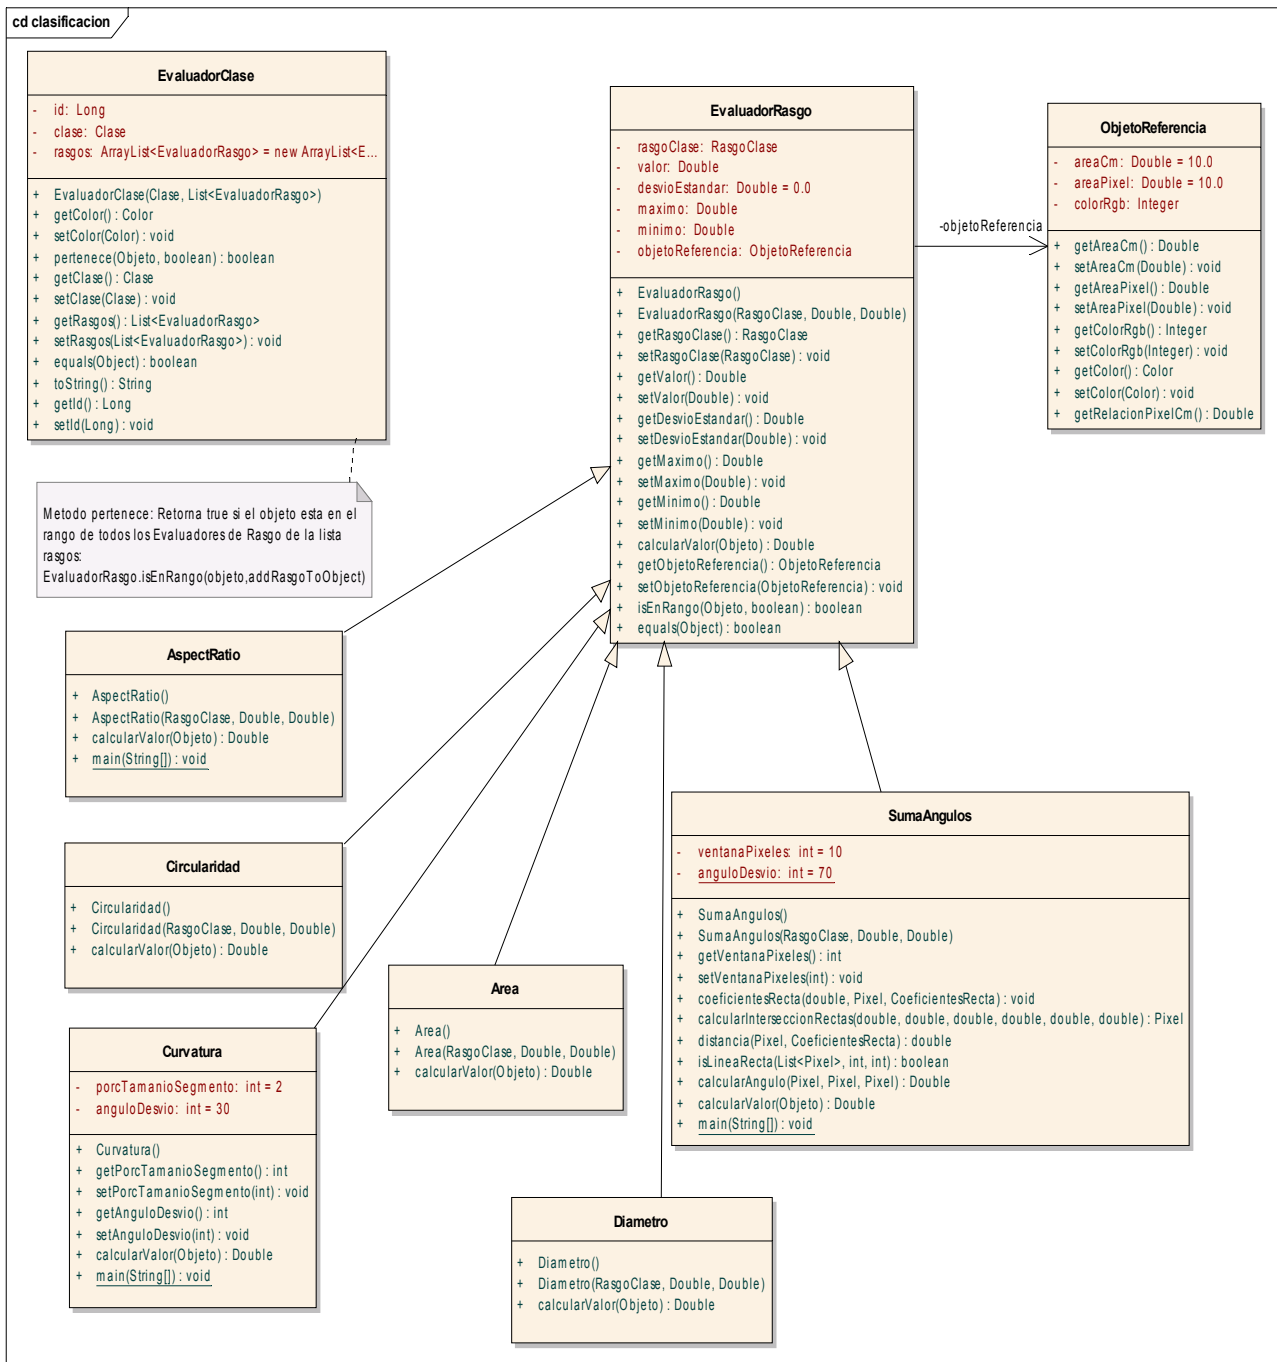 cd clasificacion
EvaluadorClase
- id: Long
- clase: Clase
- rasgos: ArrayList<EvaluadorRasgo> = new ArrayList<E...
+ EvaluadorClase(Clase, List<EvaluadorRasgo>)
+ getColor() : Color
+ setColor(Color) : void
+ pertenece(Objeto, boolean) : boolean
+ getClase() : Clase
+ setClase(Clase) : void
+ getRasgos() : List<EvaluadorRasgo>
+ setRasgos(List<EvaluadorRasgo>) : void
+ equals(Object) : boolean
+ toString() : String
+ getId() : Long
+ setId(Long) : void
Metodo pertenece: Retorna true si el objeto esta en el
rango de todos los Evaluadores de Rasgo de la lista
rasgos:
EvaluadorRasgo.isEnRango(objeto,addRasgoToObject)
EvaluadorRasgo
- rasgoClase: RasgoClase
- valor: Double
- desvioEstandar: Double = 0.0
- maximo: Double
- minimo: Double
- objetoReferencia: ObjetoReferencia
+ EvaluadorRasgo()
+ EvaluadorRasgo(RasgoClase, Double, Double)
+ getRasgoClase() : RasgoClase
+ setRasgoClase(RasgoClase) : void
+ getValor() : Double
+ setValor(Double) : void
+ getDesvioEstandar() : Double
+ setDesvioEstandar(Double) : void
+ getMaximo() : Double
+ setMaximo(Double) : void
+ getMinimo() : Double
+ setMinimo(Double) : void
+ calcularValor(Objeto) : Double
+ getObjetoReferencia() : ObjetoReferencia
+ setObjetoReferencia(ObjetoReferencia) : void
+ isEnRango(Objeto, boolean) : boolean
+ equals(Object) : boolean
-objetoReferencia
ObjetoReferencia
- areaCm: Double = 10.0
- areaPixel: Double = 10.0
- colorRgb: Integer
+ getAreaCm() : Double
+ setAreaCm(Double) : void
+ getAreaPixel() : Double
+ setAreaPixel(Double) : void
+ getColorRgb() : Integer
+ setColorRgb(Integer) : void
+ getColor() : Color
+ setColor(Color) : void
+ getRelacionPixelCm() : Double
AspectRatio
+ AspectRatio()
+ AspectRatio(RasgoClase, Double, Double)
+ calcularValor(Objeto) : Double
+ main(String[]) : void
Circularidad
+ Circularidad()
+ Circularidad(RasgoClase, Double, Double)
+ calcularValor(Objeto) : Double
Curvatura
- porcTamanioSegmento: int = 2
- anguloDesvio: int = 30
+ Curvatura()
+ getPorcTamanioSegmento() : int
+ setPorcTamanioSegmento(int) : void
+ getAnguloDesvio() : int
+ setAnguloDesvio(int) : void
+ calcularValor(Objeto) : Double
+ main(String[]) : void
Area
+ Area()
+ Area(RasgoClase, Double, Double)
+ calcularValor(Objeto) : Double
Diametro
+ Diametro()
+ Diametro(RasgoClase, Double, Double)
+ calcularValor(Objeto) : Double
SumaAngulos
- ventanaPixeles: int = 10
- anguloDesvio: int = 70
+ SumaAngulos()
+ SumaAngulos(RasgoClase, Double, Double)
+ getVentanaPixeles() : int
+ setVentanaPixeles(int) : void
+ coeficientesRecta(double, Pixel, CoeficientesRecta) : void
+ calcularInterseccionRectas(double, double, double, double, double, double) : Pixel
+ distancia(Pixel, CoeficientesRecta) : double
+ isLineaRecta(List<Pixel>, int, int) : boolean
+ calcularAngulo(Pixel, Pixel, Pixel) : Double
+ calcularValor(Objeto) : Double
+ main(String[]) : void